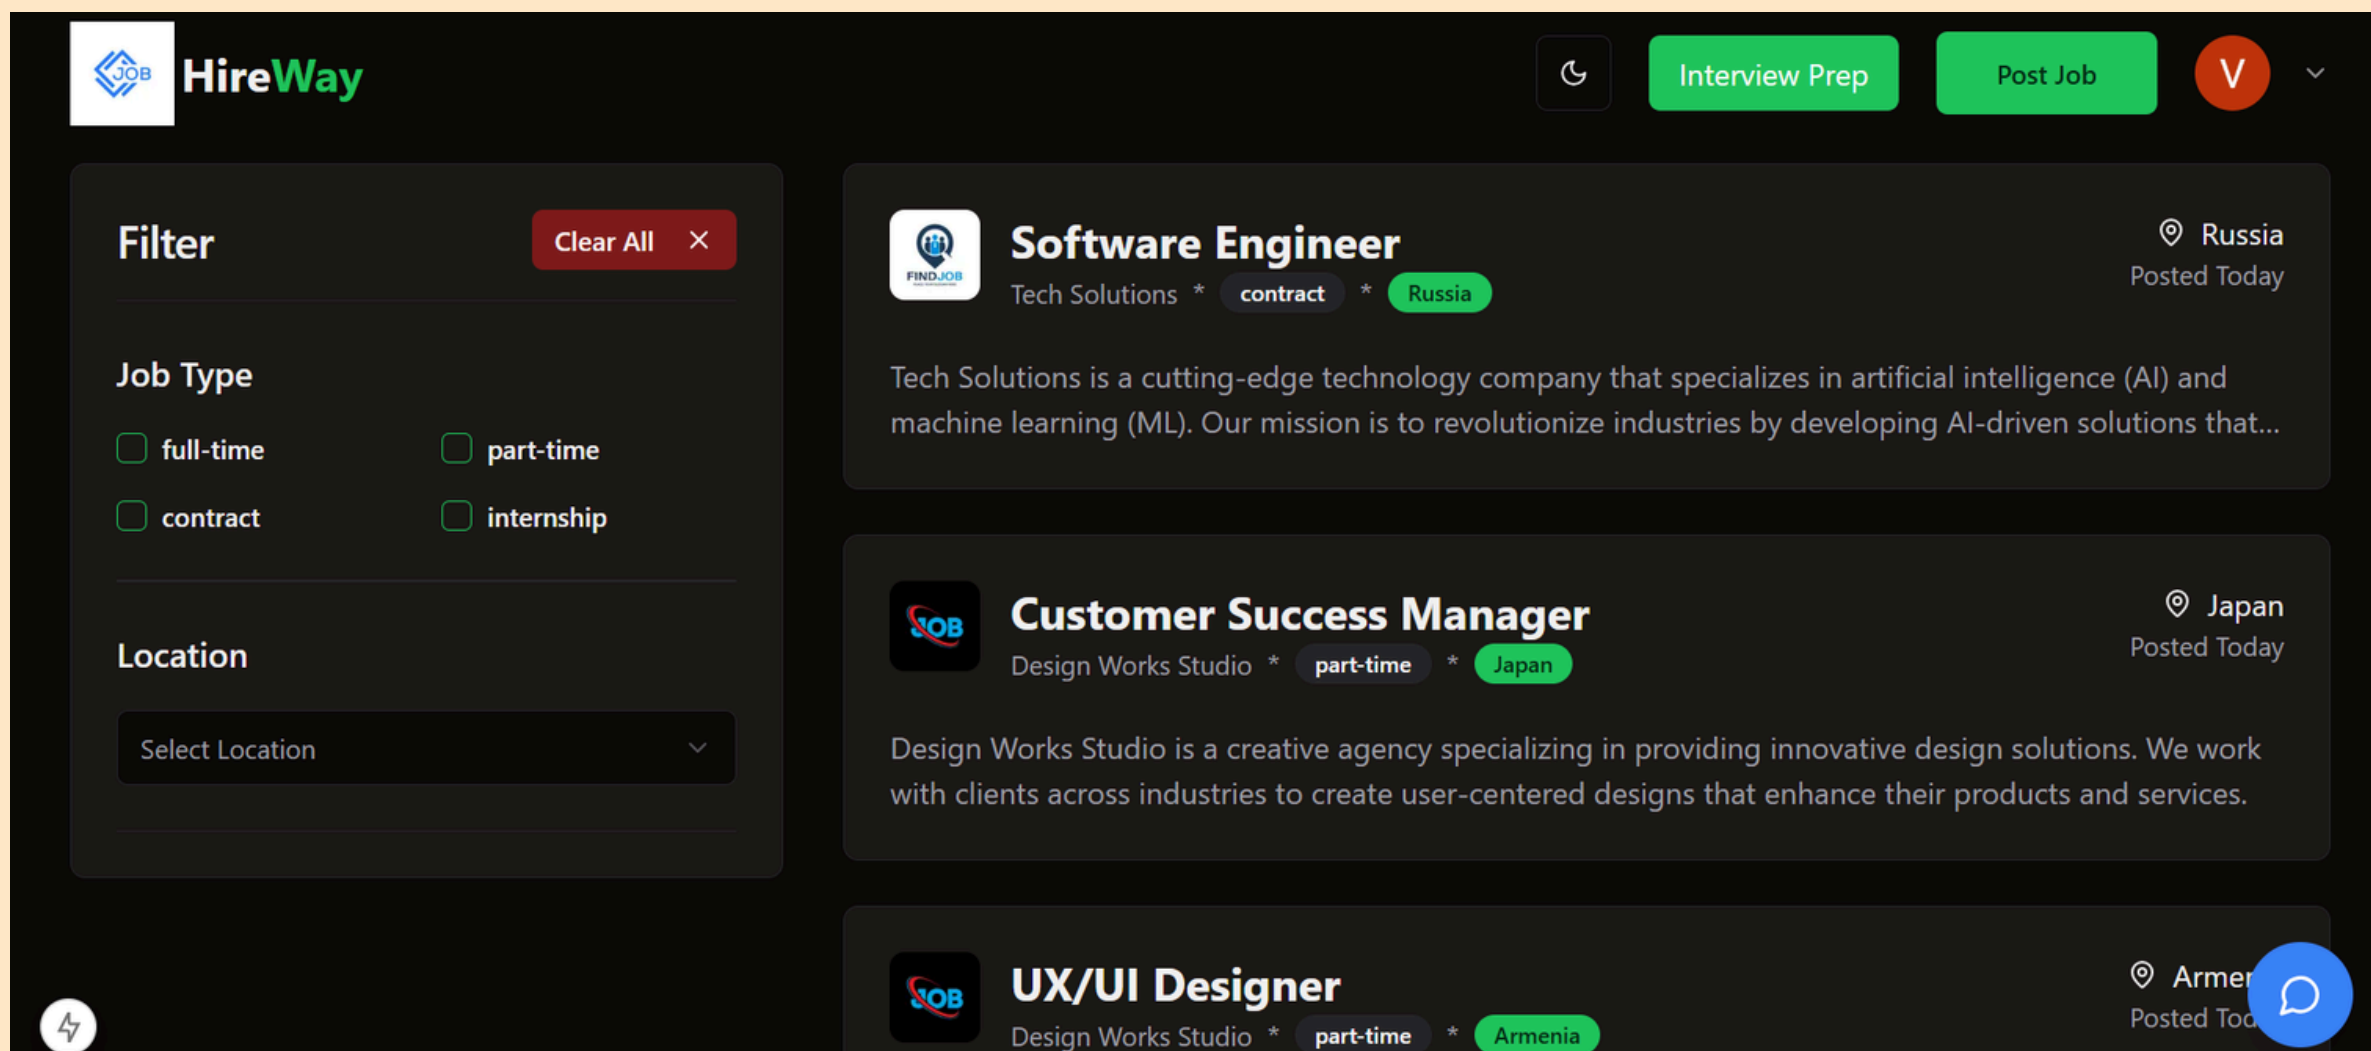 JOB
HireWay
Interview Prep
Post Job
V
Filter
Clear All
Job Type
full-time
part-time
contract
internship
Location
Select Location
FINDJOB
Software Engineer
Tech Solutions * contract * Russia
Russia
Posted Today
Tech Solutions is a cutting-edge technology company that specializes in artificial intelligence (AI) and
machine learning (ML). Our mission is to revolutionize industries by developing AI-driven solutions that...
JOB
Customer Success Manager
Design Works Studio * part-time * Japan
Japan
Posted Today
Design Works Studio is a creative agency specializing in providing innovative design solutions. We work
with clients across industries to create user-centered designs that enhance their products and services.
JOB
UX/UI Designer
Design Works Studio * part-time * Armenia
Armen
Posted Tod